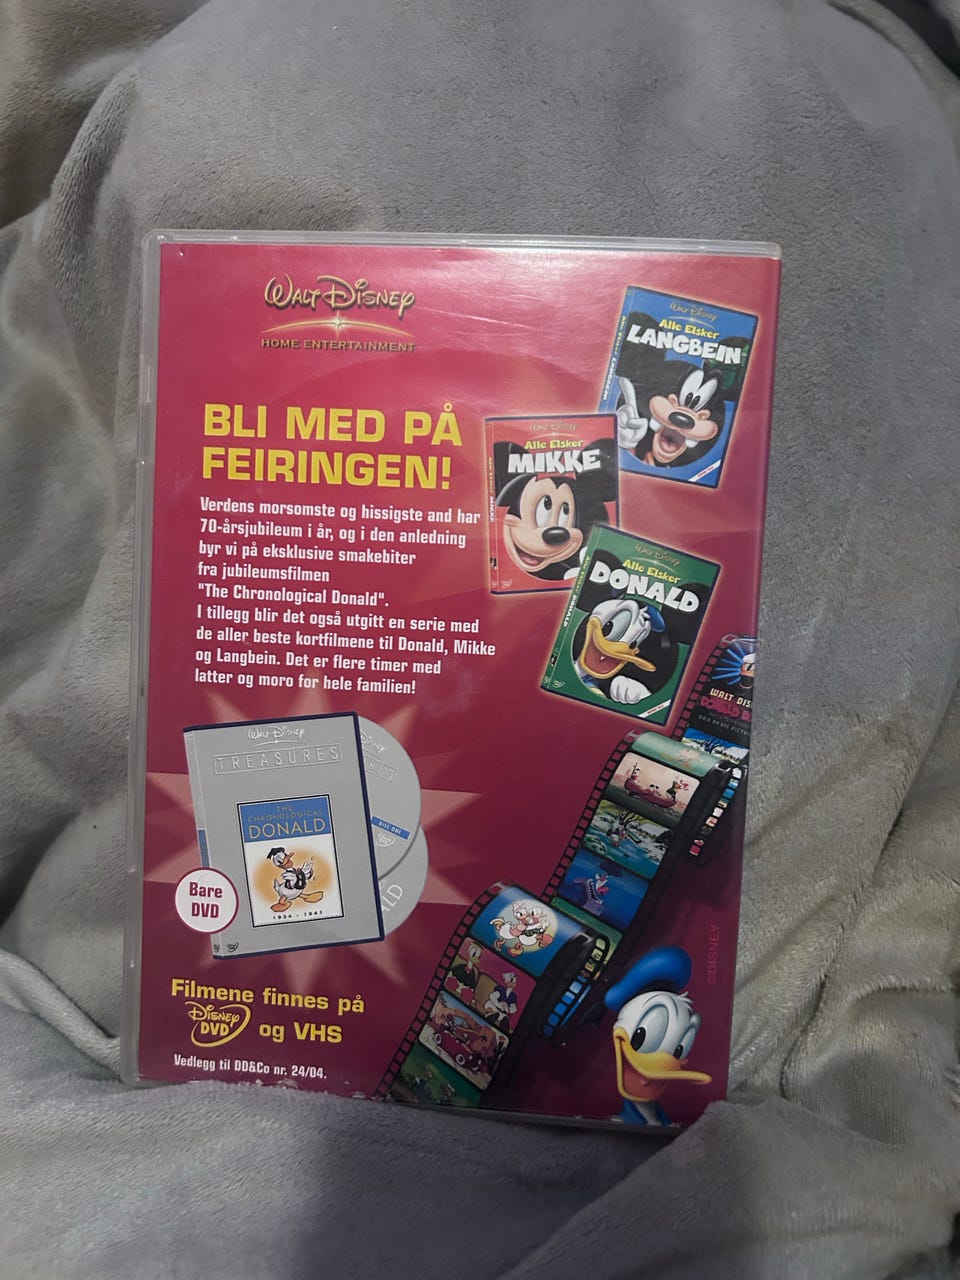 WALT DISNEY
HOME ENTERTAINMENT
BLI MED PÅ
FEIRINGEN!
Verdens morsomste og hissigste and har
70-årsjubileum i år, og i den anledning
byr vi på eksklusive smakebiter
fra jubileumsfilmen
"The Chronological Donald".
I tillegg blir det også utgitt en serie med
de aller beste kortfilmene til Donald, Mikke
og Langbein. Det er flere timer med
latter og moro for hele familien!
WALT DISNEY
Alle Elsker
LANGBEIN
WALT DISNEY
Alle Elsker
MIKKE
WALT DISNEY
Alle Elsker
DONALD
WALT DISNEY
TREASURES
THE
CHRONOLOGICAL
DONALD
1934 - 1941
DISC ONE
Bare
DVD
WALT DIS
Filmene finnes på
DISNEY
DVD
og VHS
Vedlegg til DD&Co nr. 24/04.
©DISNEY